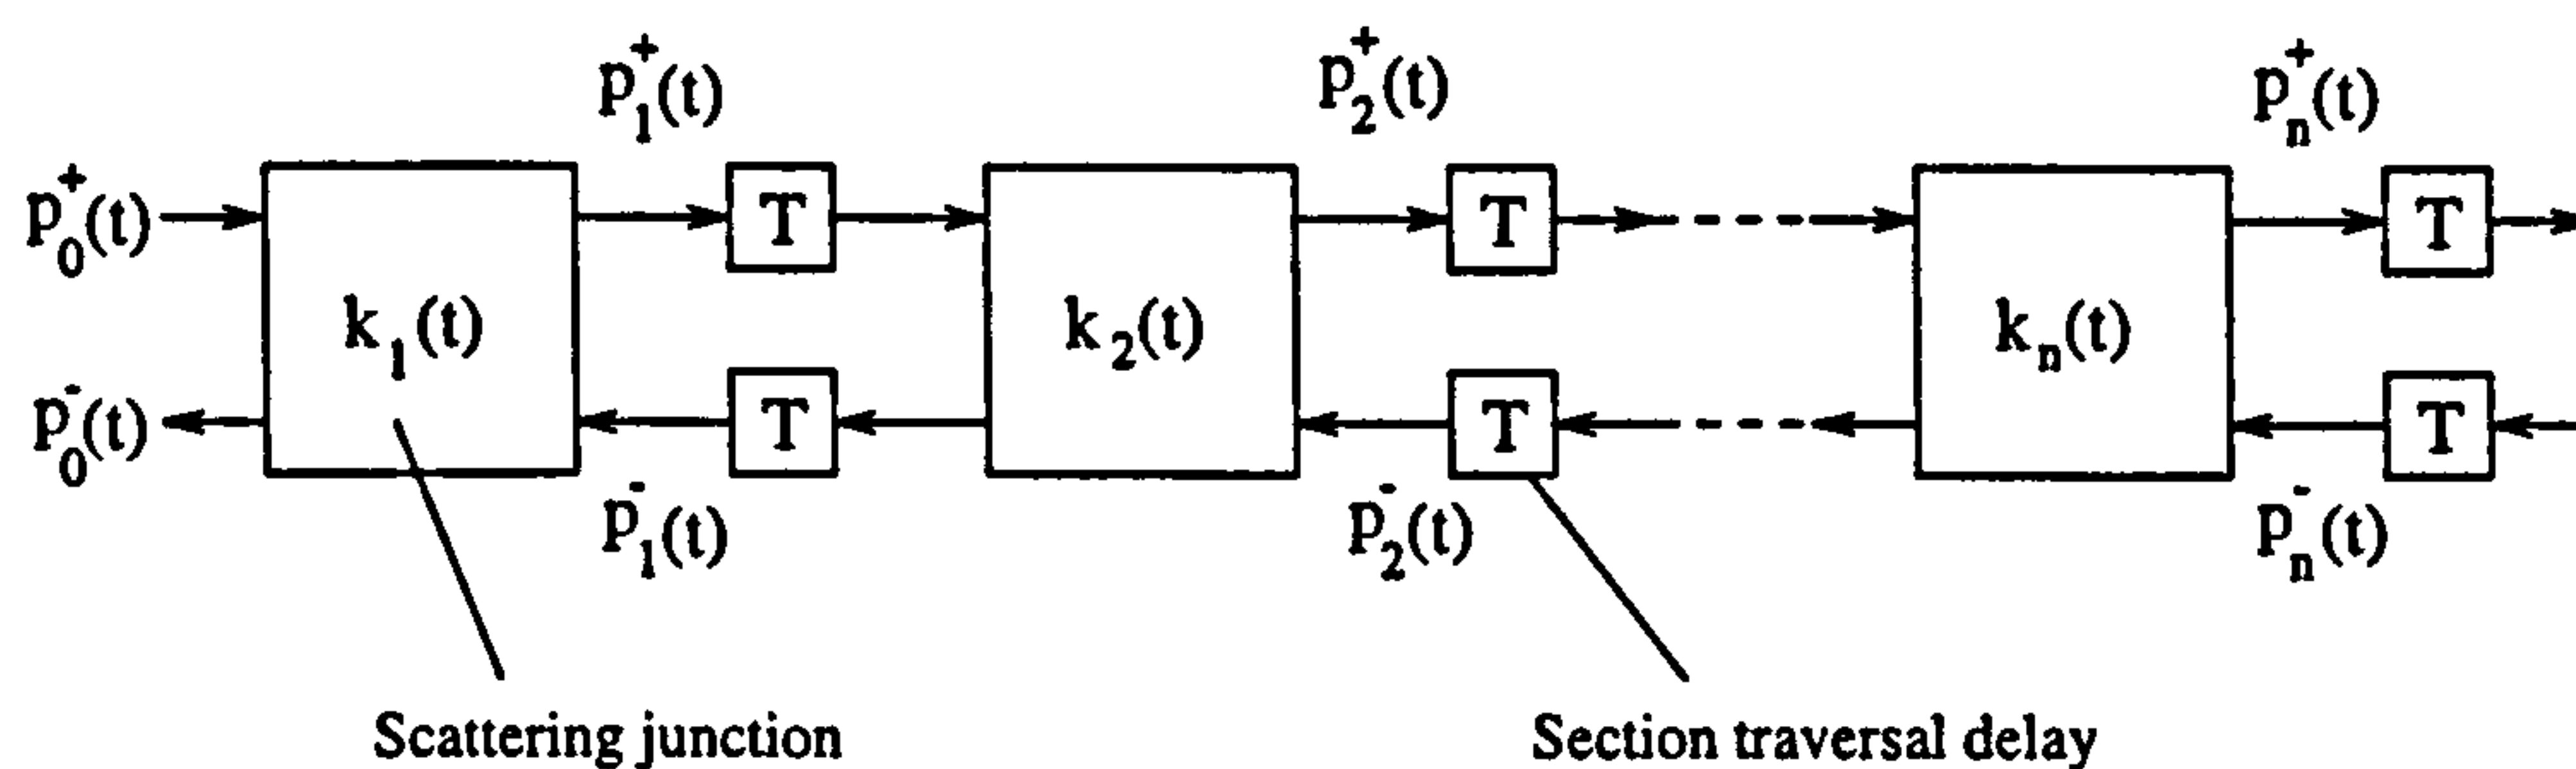 p₁⁺(t) p₂⁺(t) pₙ⁺(t)
p₀⁺(t) T T T
k₁(t) k₂(t) kₙ(t)
p₀⁻(t) T T T
p₁⁻(t) p₂⁻(t) pₙ⁻(t)
Scattering junction Section traversal delay